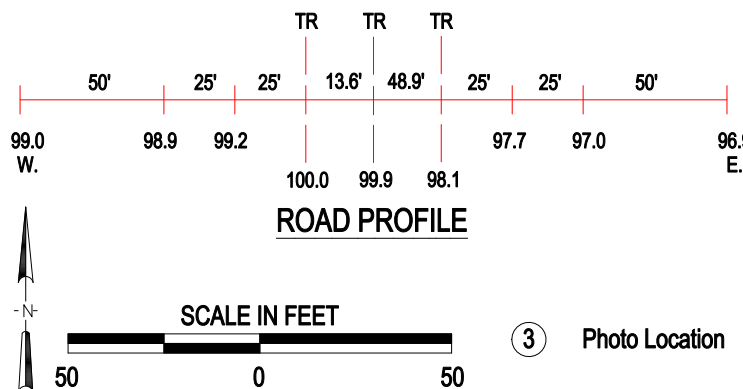 TR TR TR
50' 25' 25' 13.6' 48.9' 25' 25' 50'
99.0 98.9 99.2 97.7 97.0 96.9
W. E.
100.0 99.9 98.1
ROAD PROFILE
-N-
SCALE IN FEET
3 Photo Location
50 0 50